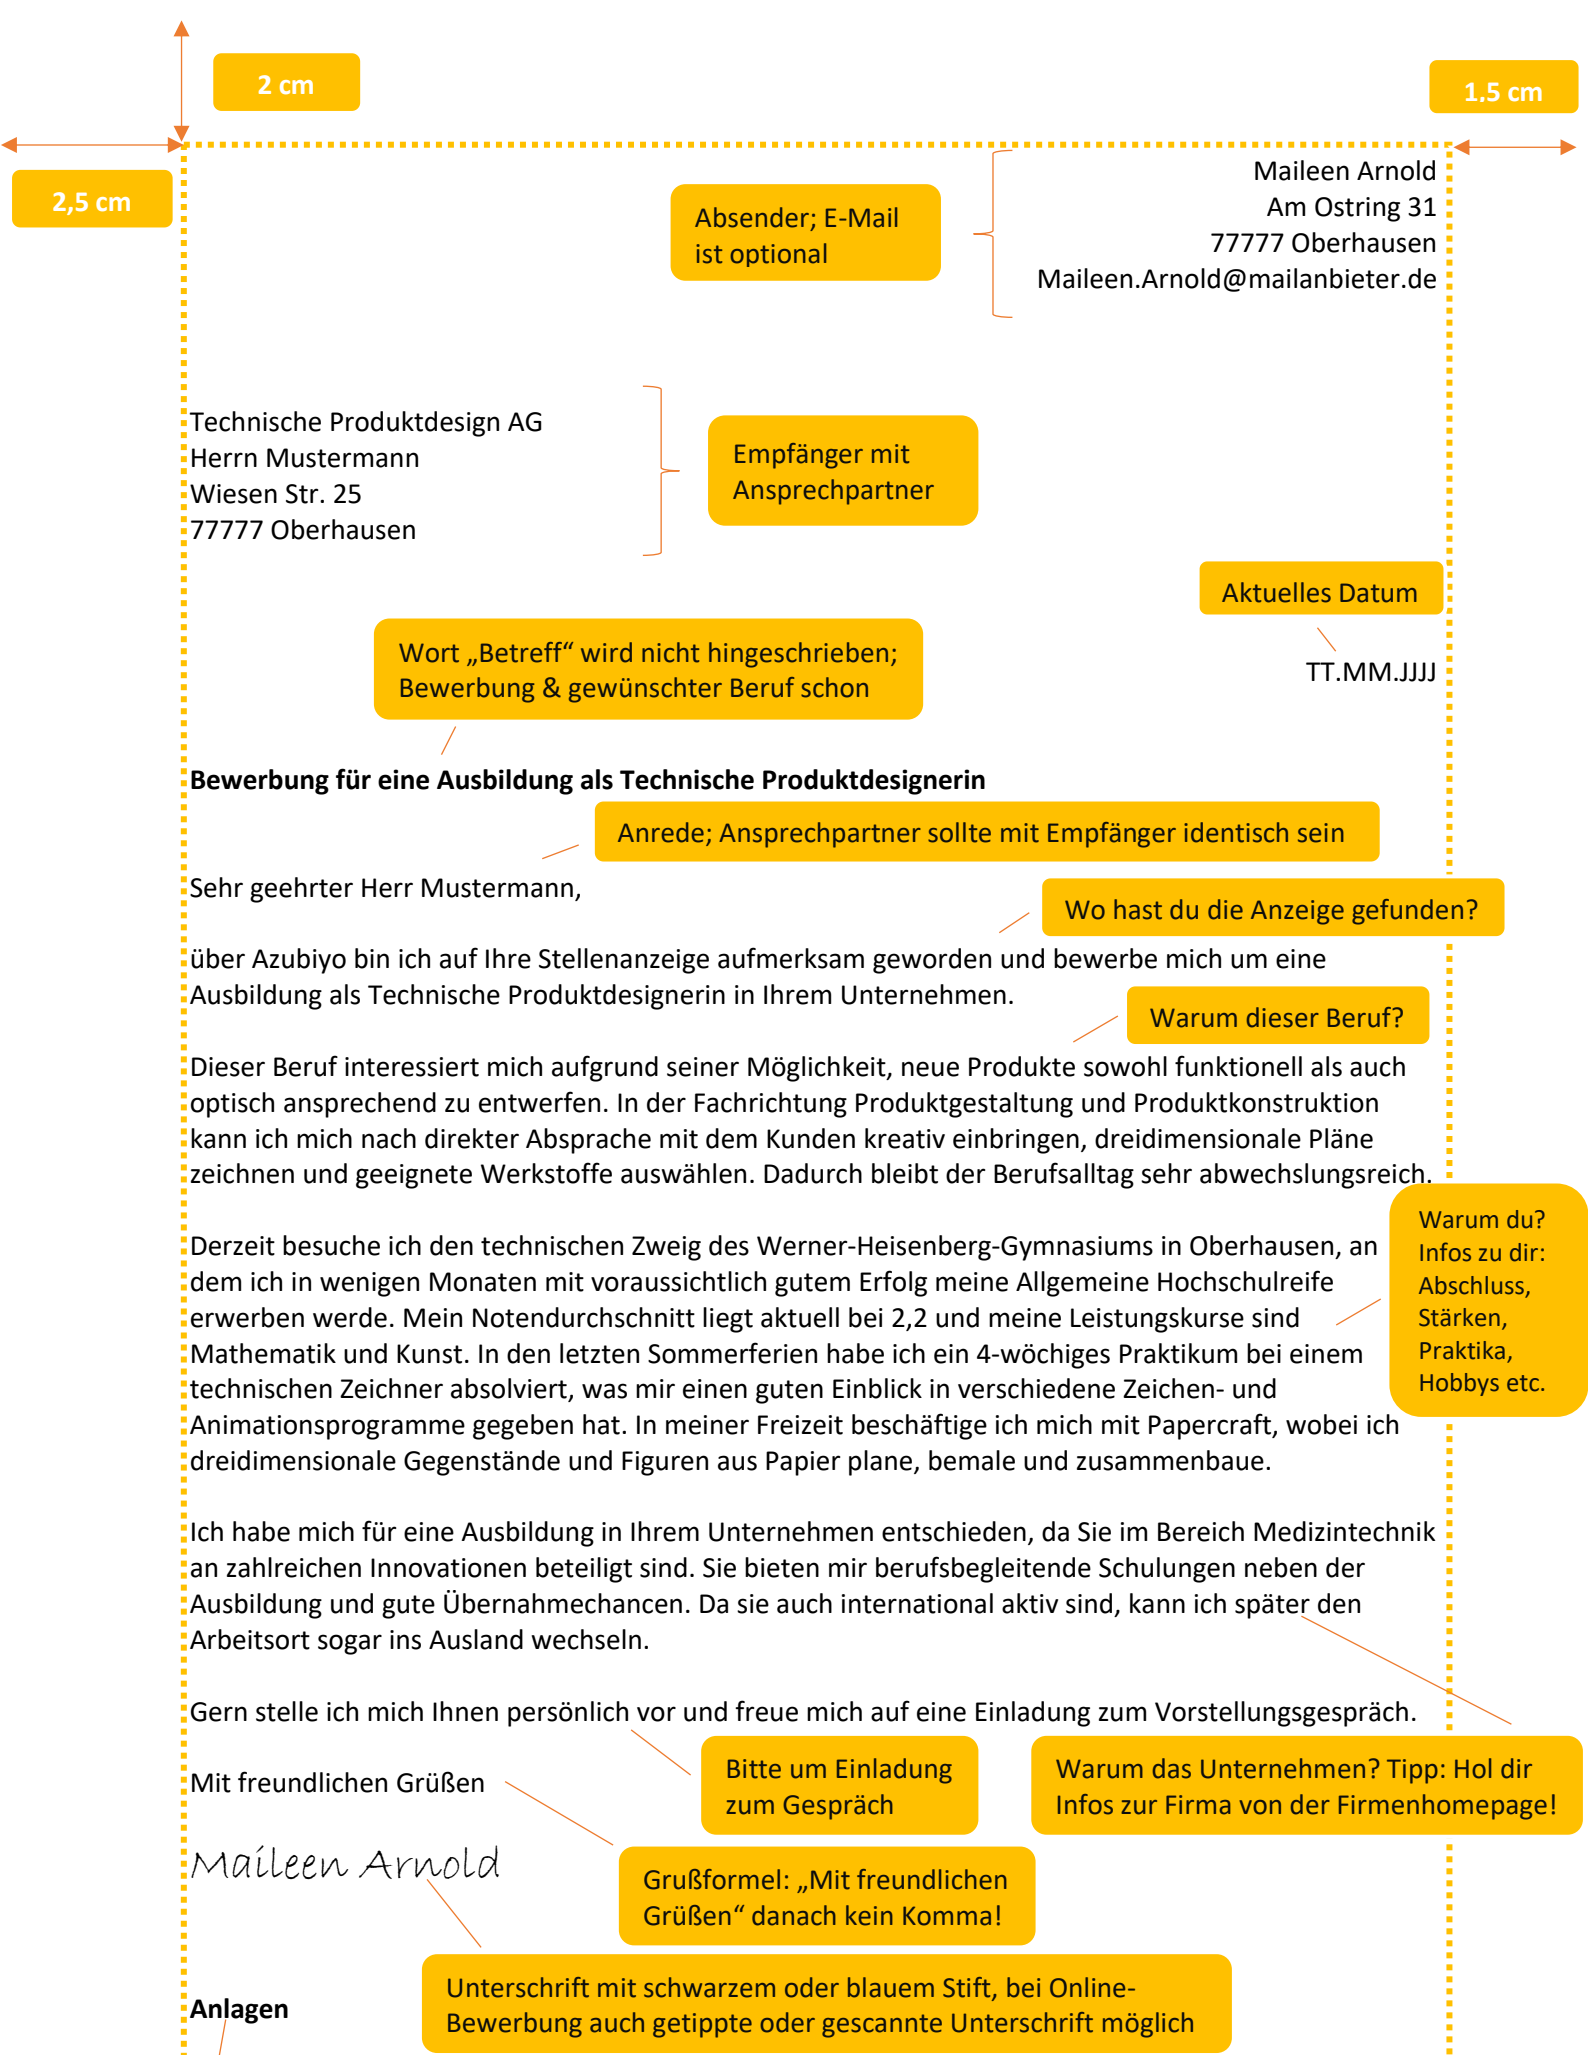 2 cm
1,5 cm
2,5 cm
Maileen Arnold
Am Ostring 31
77777 Oberhausen
Maileen.Arnold@mailanbieter.de
Absender; E-Mail
ist optional
Technische Produktdesign AG
Herrn Mustermann
Wiesen Str. 25
77777 Oberhausen
Empfänger mit
Ansprechpartner
Aktuelles Datum
TT.MM.JJJJ
Wort „Betreff“ wird nicht hingeschrieben;
Bewerbung & gewünschter Beruf schon
Bewerbung für eine Ausbildung als Technische Produktdesignerin
Anrede; Ansprechpartner sollte mit Empfänger identisch sein
Sehr geehrter Herr Mustermann,
Wo hast du die Anzeige gefunden?
über Azubiyo bin ich auf Ihre Stellenanzeige aufmerksam geworden und bewerbe mich um eine
Ausbildung als Technische Produktdesignerin in Ihrem Unternehmen.
Warum dieser Beruf?
Dieser Beruf interessiert mich aufgrund seiner Möglichkeit, neue Produkte sowohl funktionell als auch
optisch ansprechend zu entwerfen. In der Fachrichtung Produktgestaltung und Produktkonstruktion
kann ich mich nach direkter Absprache mit dem Kunden kreativ einbringen, dreidimensionale Pläne
zeichnen und geeignete Werkstoffe auswählen. Dadurch bleibt der Berufsalltag sehr abwechslungsreich.
Derzeit besuche ich den technischen Zweig des Werner-Heisenberg-Gymnasiums in Oberhausen, an
dem ich in wenigen Monaten mit voraussichtlich gutem Erfolg meine Allgemeine Hochschulreife
erwerben werde. Mein Notendurchschnitt liegt aktuell bei 2,2 und meine Leistungskurse sind
Mathematik und Kunst. In den letzten Sommerferien habe ich ein 4-wöchiges Praktikum bei einem
technischen Zeichner absolviert, was mir einen guten Einblick in verschiedene Zeichen- und
Animationsprogramme gegeben hat. In meiner Freizeit beschäftige ich mich mit Papercraft, wobei ich
dreidimensionale Gegenstände und Figuren aus Papier plane, bemale und zusammenbaue.
Warum du?
Infos zu dir:
Abschluss,
Stärken,
Praktika,
Hobbys etc.
Ich habe mich für eine Ausbildung in Ihrem Unternehmen entschieden, da Sie im Bereich Medizintechnik
an zahlreichen Innovationen beteiligt sind. Sie bieten mir berufsbegleitende Schulungen neben der
Ausbildung und gute Übernahmechancen. Da sie auch international aktiv sind, kann ich später den
Arbeitsort sogar ins Ausland wechseln.
Gern stelle ich mich Ihnen persönlich vor und freue mich auf eine Einladung zum Vorstellungsgespräch.
Bitte um Einladung
zum Gespräch
Warum das Unternehmen? Tipp: Hol dir
Infos zur Firma von der Firmenhomepage!
Mit freundlichen Grüßen
Maileen Arnold
Grußformel: „Mit freundlichen
Grüßen“ danach kein Komma!
Unterschrift mit schwarzem oder blauem Stift, bei Online-
Bewerbung auch getippte oder gescannte Unterschrift möglich
Anlagen